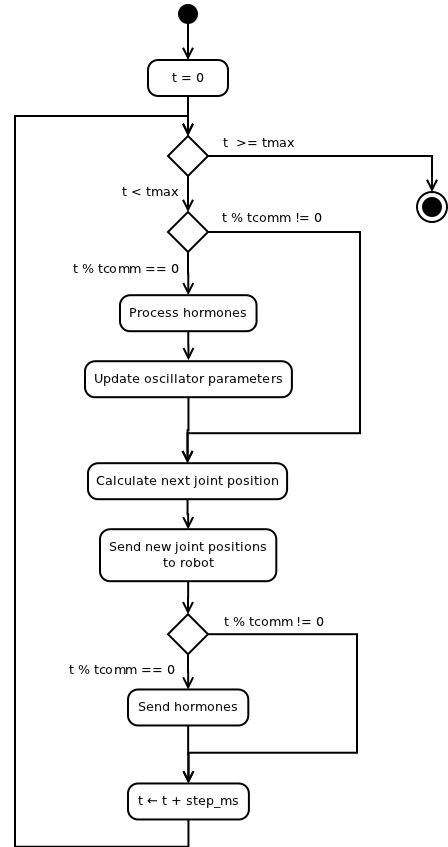 t = 0
t  >= tmax
t < tmax
t % tcomm != 0
t % tcomm == 0
Process hormones
Update oscillator parameters
Calculate next joint position
Send new joint positions
to robot
t % tcomm != 0
t % tcomm == 0
Send hormones
t ← t + step_ms